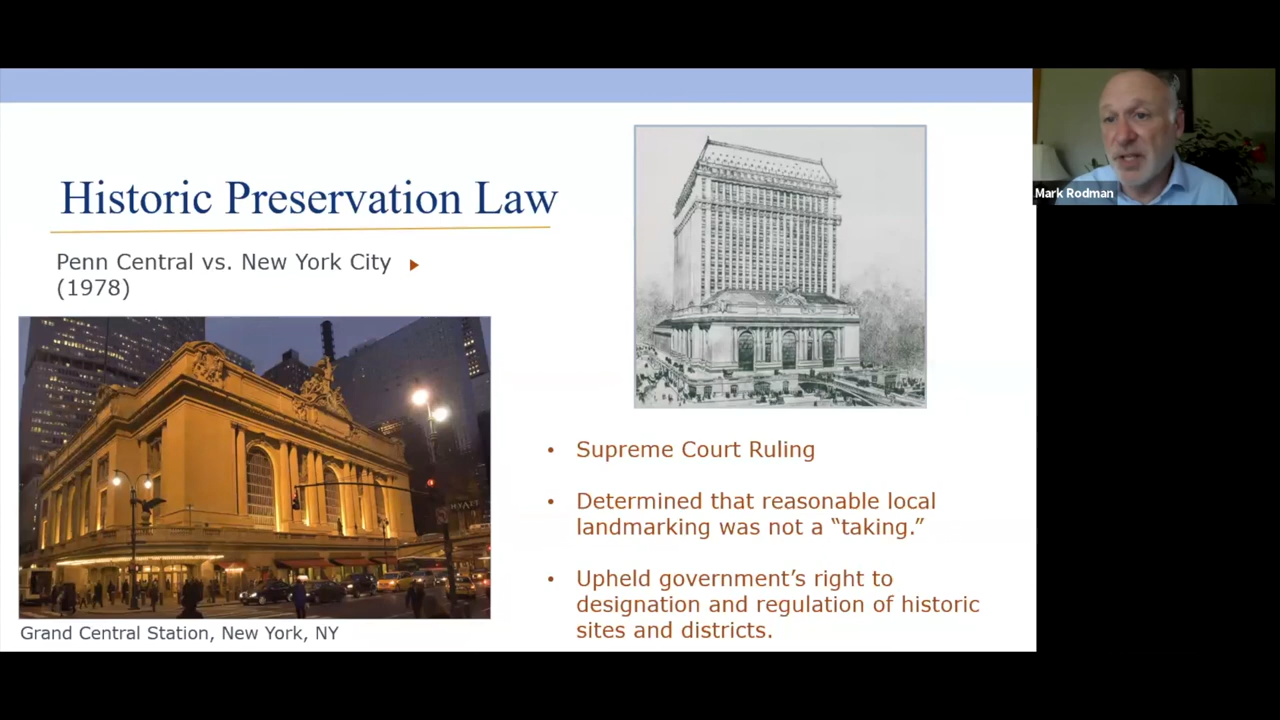 Historic Preservation Law
Penn Central vs. New York City
(1978)
HYATT
Grand Central Station, New York, NY
• Supreme Court Ruling
• Determined that reasonable local
landmarking was not a “taking.”
• Upheld government’s right to
designation and regulation of historic
sites and districts.
Mark Rodman